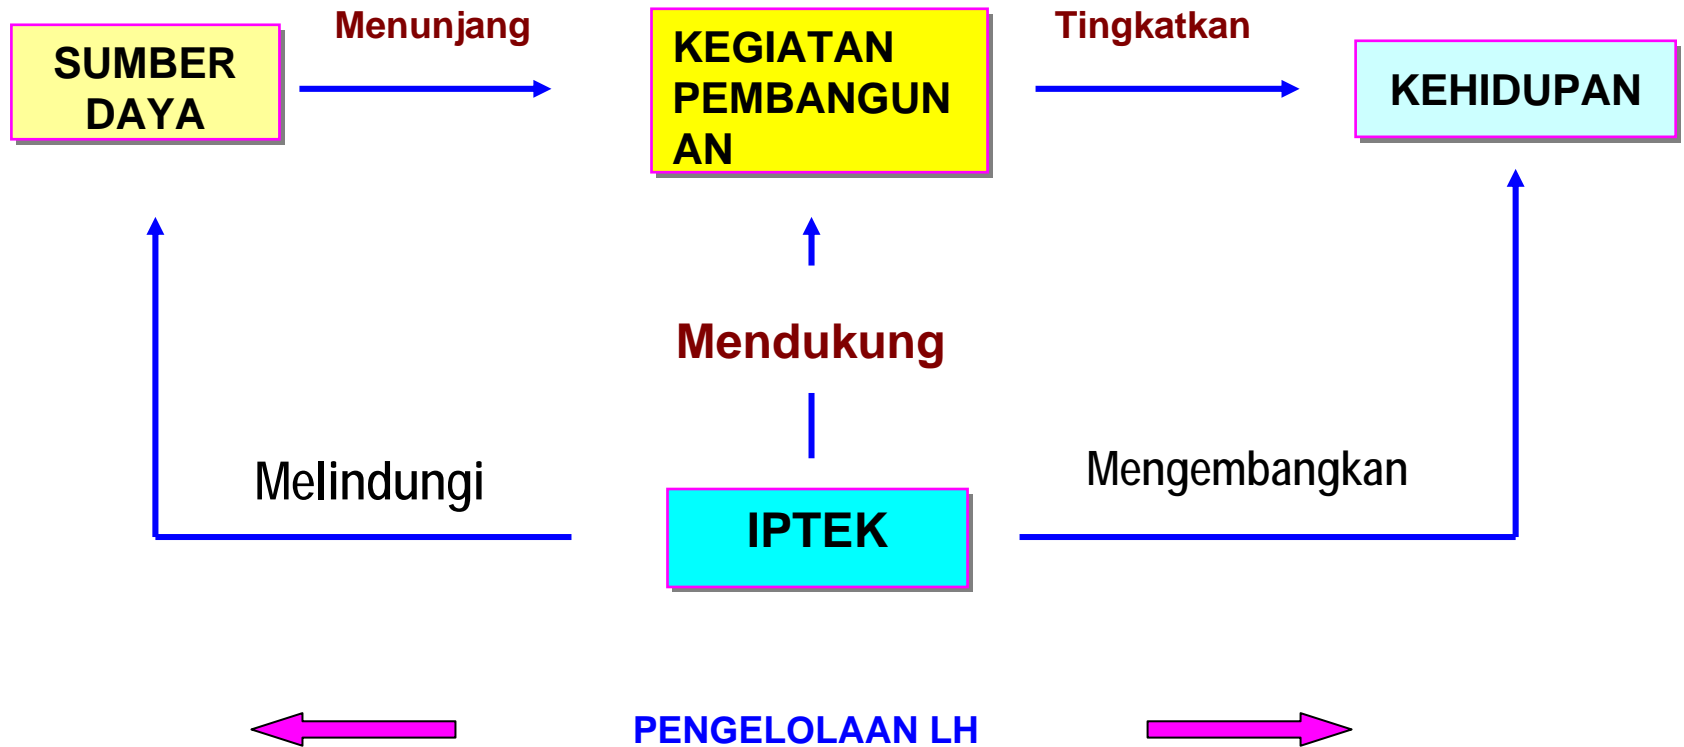 Menunjang
Tingkatkan
SUMBER
DAYA
KEGIATAN
PEMBANGUN
AN
KEHIDUPAN
Mendukung
Melindungi
Mengembangkan
IPTEK
PENGELOLAAN LH